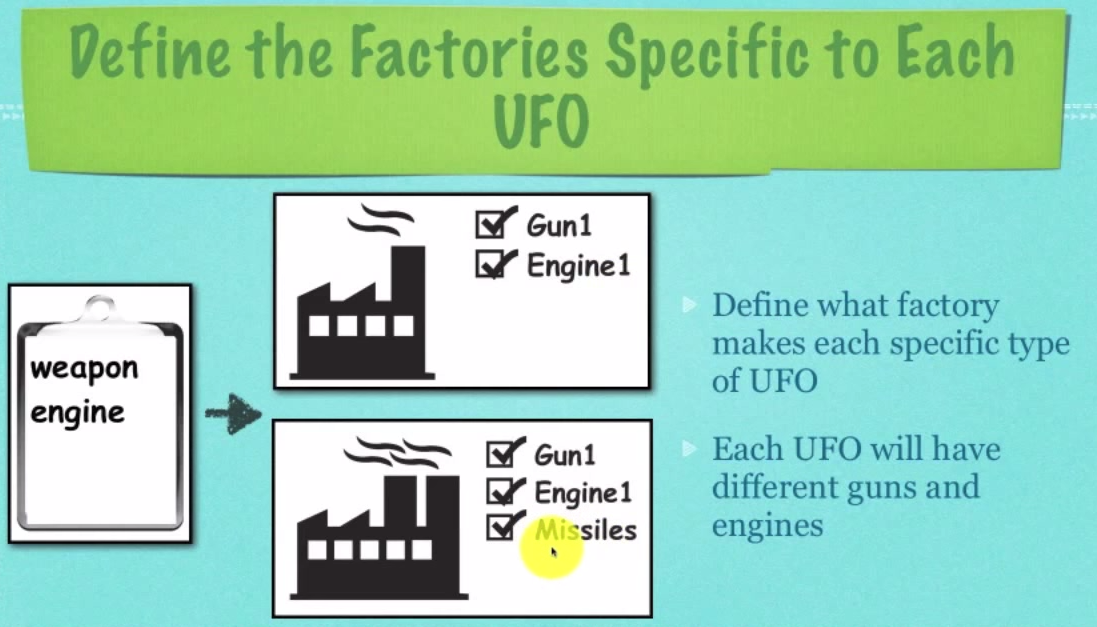 Define the Factories Specific to Each
UFO
weapon
engine
Gun1
Engine1
Gun1
Engine1
Missiles
Define what factory
makes each specific type
of UFO
Each UFO will have
different guns and
engines